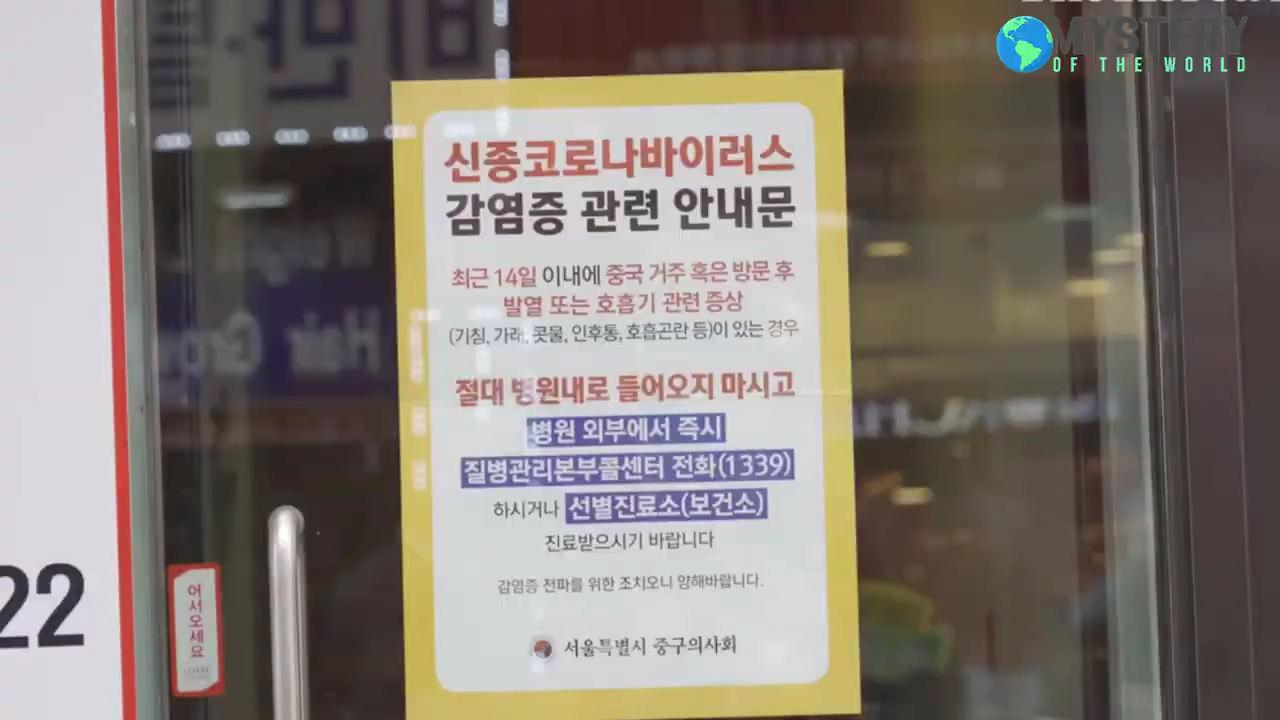 MYSTERY
OF THE WORLD
신종코로나바이러스
감염증 관련 안내문
최근 14일 이내에 중국 거주 혹은 방문 후
발열 또는 호흡기 관련 증상
(기침, 가래, 콧물, 인후통, 호흡곤란 등)이 있는 경우
절대 병원내로 들어오지 마시고
병원 외부에서 즉시
질병관리본부콜센터 전화(1339)
하시거나 선별진료소(보건소)
진료받으시기 바랍니다
감염증 전파를 위한 조치오니 양해바랍니다.
서울특별시 중구의사회
어서오세요
22
Hair